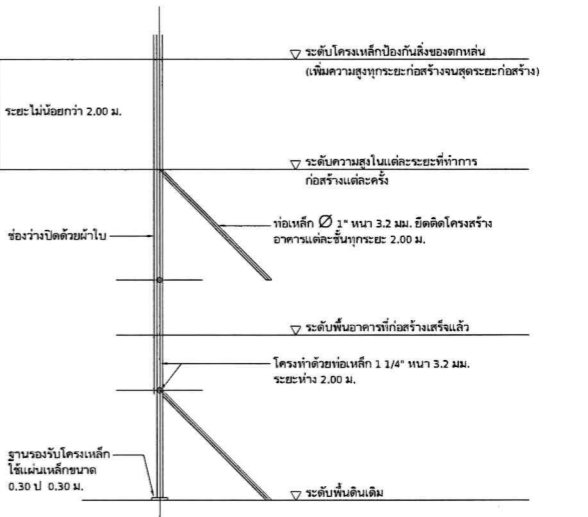 ระดับโครงเหล็กป้องกันสิ่งของตกหล่น
(เพิ่มความสูงทุกระยะก่อสร้างจนสุดระยะก่อสร้าง)
ระยะไม่น้อยกว่า 2.00 ม.
ระดับความสูงในแต่ละระยะที่ทำการ
ก่อสร้างแต่ละครั้ง
ท่อเหล็ก Ø 1" หนา 3.2 มม. ยึดติดโครงสร้าง
อาคารแต่ละชั้นทุกระยะ 2.00 ม.
ช่องว่างปิดด้วยผ้าใบ
ระดับพื้นอาคารที่ก่อสร้างเสร็จแล้ว
โครงทำด้วยท่อเหล็ก 1 1/4" หนา 3.2 มม.
ระยะห่าง 2.00 ม.
ฐานรองรับโครงเหล็ก
ใช้แผ่นเหล็กขนาด
0.30 ป 0.30 ม.
ระดับพื้นดินเดิม